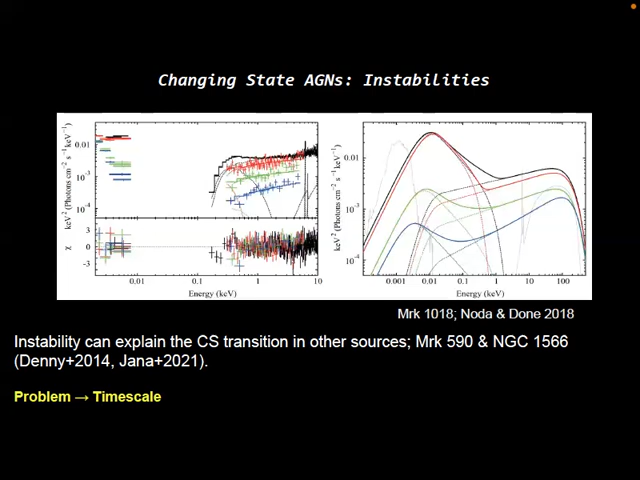 Changing State AGNs: Instabilities
keV² (Photons cm⁻² s⁻¹ keV⁻¹)
0.01
10⁻³
10⁻⁴
χ
3
0
-3
0.01
0.1
1
10
Energy (keV)
keV² (Photons cm⁻² s⁻¹ keV⁻¹)
0.01
10⁻³
10⁻⁴
0.001
0.01
0.1
1
10
100
Energy (keV)
Mrk 1018; Noda & Done 2018
Instability can explain the CS transition in other sources; Mrk 590 & NGC 1566
(Denny+2014, Jana+2021).
Problem → Timescale